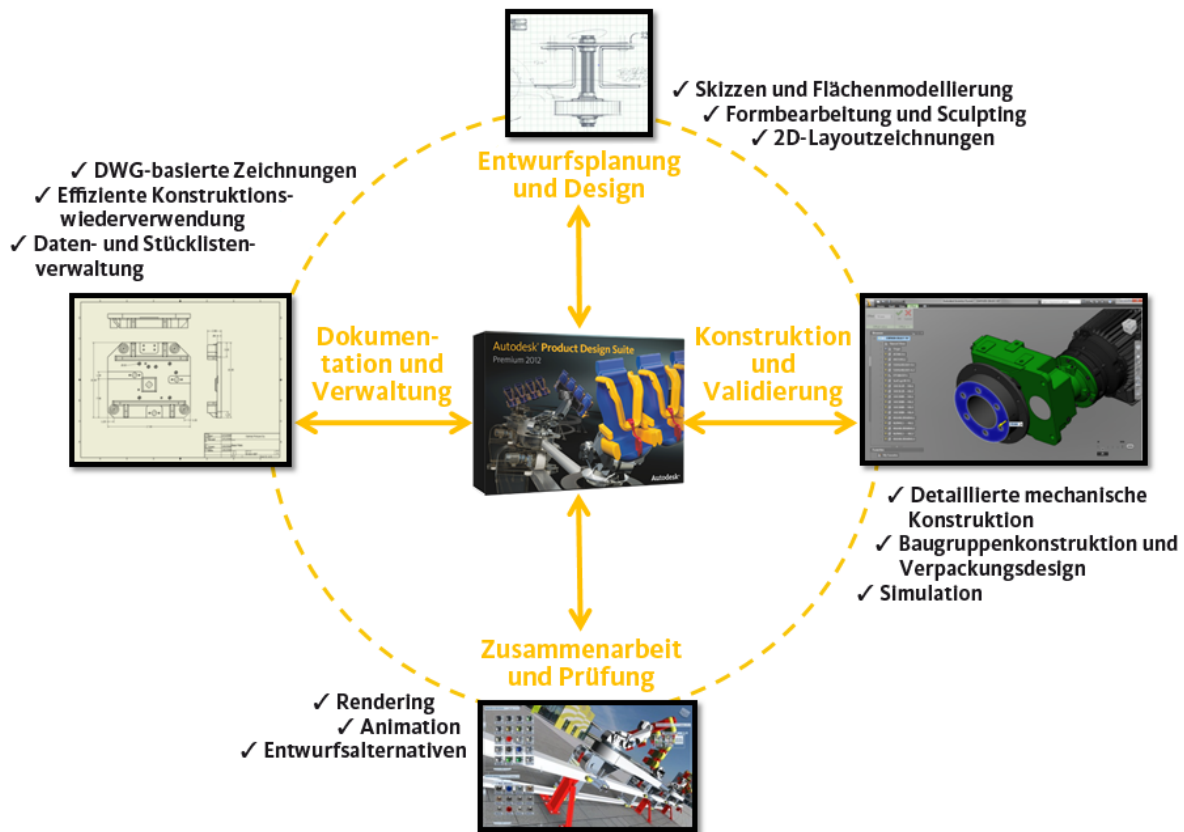 ✓ Skizzen und Flächenmodellierung
✓ Formbearbeitung und Sculpting
✓ 2D-Layoutzeichnungen
Entwurfsplanung
und Design
✓ DWG-basierte Zeichnungen
✓ Effiziente Konstruktions-
wiederverwendung
✓ Daten- und Stücklisten-
verwaltung
Dokumen-
tation und
Verwaltung
Autodesk® Product Design Suite
Premium 2012
Autodesk
Konstruktion
und
Validierung
✓ Detaillierte mechanische
Konstruktion
✓ Baugruppenkonstruktion und
Verpackungsdesign
✓ Simulation
Zusammenarbeit
und Prüfung
✓ Rendering
✓ Animation
✓ Entwurfsalternativen